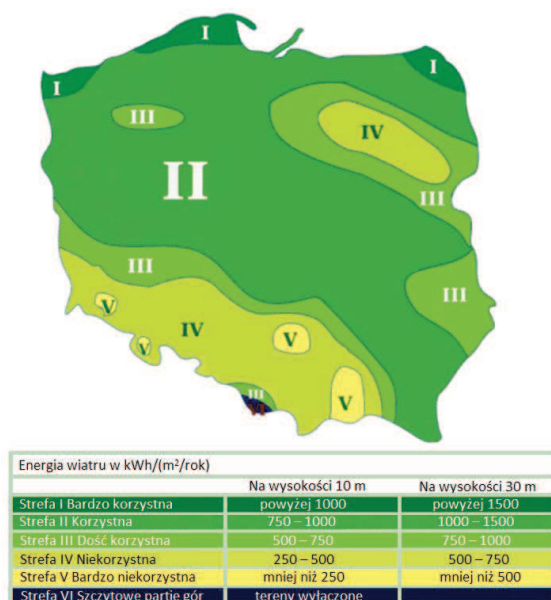 I
I
I
III
IV
II
III
III
III
V
IV
V
V
V
III
VI
Energia wiatru w kWh/(m²/rok)
Na wysokości 10 m Na wysokości 30 m
Strefa I Bardzo korzystna powyżej 1000 powyżej 1500
Strefa II Korzystna 750 – 1000 1000 – 1500
Strefa III Dość korzystna 500 – 750 750 – 1000
Strefa IV Niekorzystna 250 – 500 500 – 750
Strefa V Bardzo niekorzystna mniej niż 250 mniej niż 500
Strefa VI Szczytowe partie gór tereny wyłączone